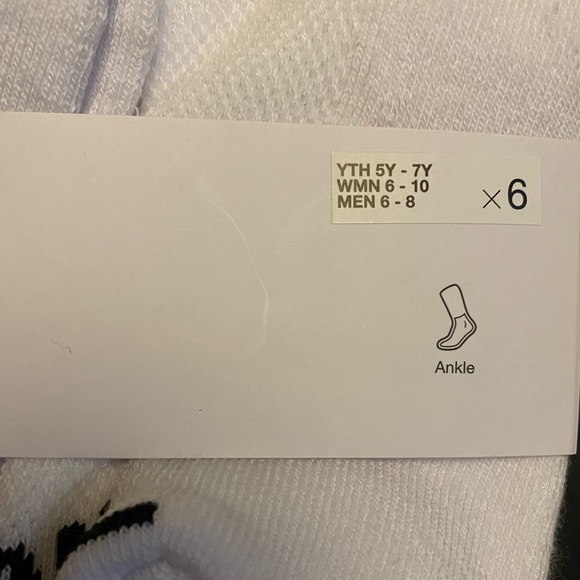 YTH 5Y - 7Y
WMN 6 - 10
MEN 6 - 8
×6
Ankle